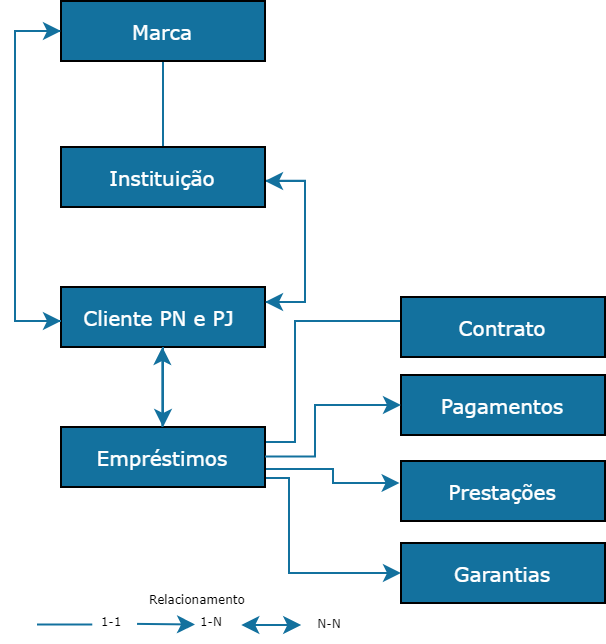 Marca
Instituição
Cliente PN e PJ
Contrato
Pagamentos
Empréstimos
Prestações
Garantias
Relacionamento
1-1 1-N N-N